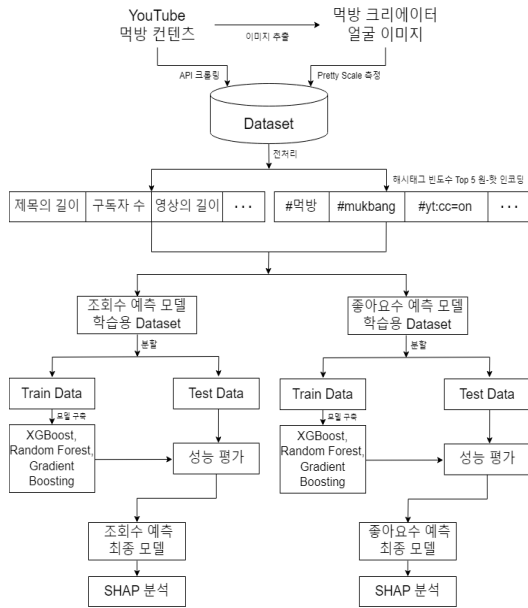 YouTube
먹방 컨텐츠
이미지 추출
먹방 크리에이터
얼굴 이미지
API 크롤링
Pretty Scale 측정
Dataset
전처리
해시태그 빈도수 Top 5 원-핫 인코딩
제목의 길이 구독자 수 영상의 길이 ...
#먹방 #mukbang #yt:cc=on ...
조회수 예측 모델
학습용 Dataset
분할
Train Data
Test Data
모델 구축
XGBoost,
Random Forest,
Gradient
Boosting
성능 평가
조회수 예측
최종 모델
SHAP 분석
좋아요수 예측 모델
학습용 Dataset
분할
Train Data
Test Data
모델 구축
XGBoost,
Random Forest,
Gradient
Boosting
성능 평가
좋아요수 예측
최종 모델
SHAP 분석